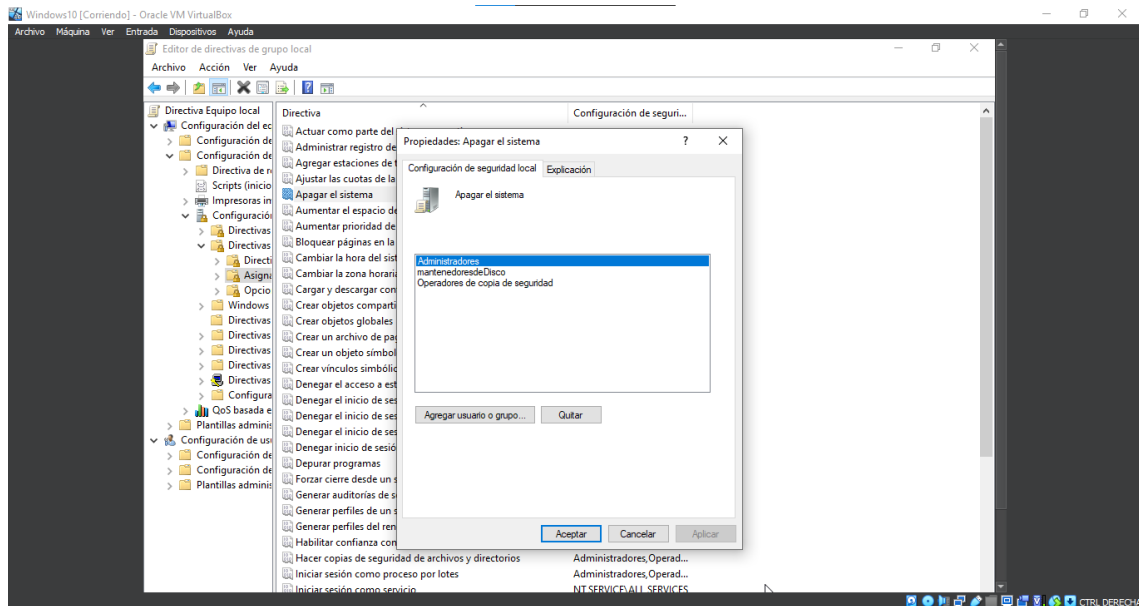 Windows10 [Corriendo] - Oracle VM VirtualBox
Archivo Máquina Ver Entrada Dispositivos Ayuda
Editor de directivas de grupo local
Archivo Acción Ver Ayuda
Directiva Equipo local
Configuración del ec
Configuración de
Configuración de
Directiva de r
Scripts (inicio
Impresoras in
Configuració
Directivas
Directivas
Directi
Asigna
Opcio
Windows
Directivas
Directivas
Directivas
Directivas
Directivas
Configura
QoS basada e
Plantillas adminis
Configuración de usu
Configuración de
Configuración de
Plantillas adminis
Directiva Configuración de seguri...
Actuar como parte del
Administrar registro de
Agregar estaciones de t
Ajustar las cuotas de la
Apagar el sistema
Aumentar el espacio de
Aumentar prioridad de
Bloquear páginas en la
Cambiar la hora del sist
Cambiar la zona horaria
Cargar y descargar con
Crear objetos comparti
Crear objetos globales
Crear un archivo de pag
Crear un objeto símbol
Crear vínculos simbólic
Denegar el acceso a est
Denegar el inicio de ses
Denegar el inicio de ses
Denegar el inicio de ses
Denegar inicio de sesió
Depurar programas
Forzar cierre desde un s
Generar auditorías de s
Generar perfiles de un s
Generar perfiles del ren
Habilitar confianza con
Hacer copias de seguridad de archivos y directorios Administradores,Operad...
Iniciar sesión como proceso por lotes Administradores,Operad...
Iniciar sesión como servicio NT SERVICE\ALL SERVICES
Propiedades: Apagar el sistema ? X
Configuración de seguridad local Explicación
Apagar el sistema
Administradores
mantenedoresdeDisco
Operadores de copia de seguridad
Agregar usuario o grupo... Quitar
Aceptar Cancelar Aplicar
CTRL DERECHA